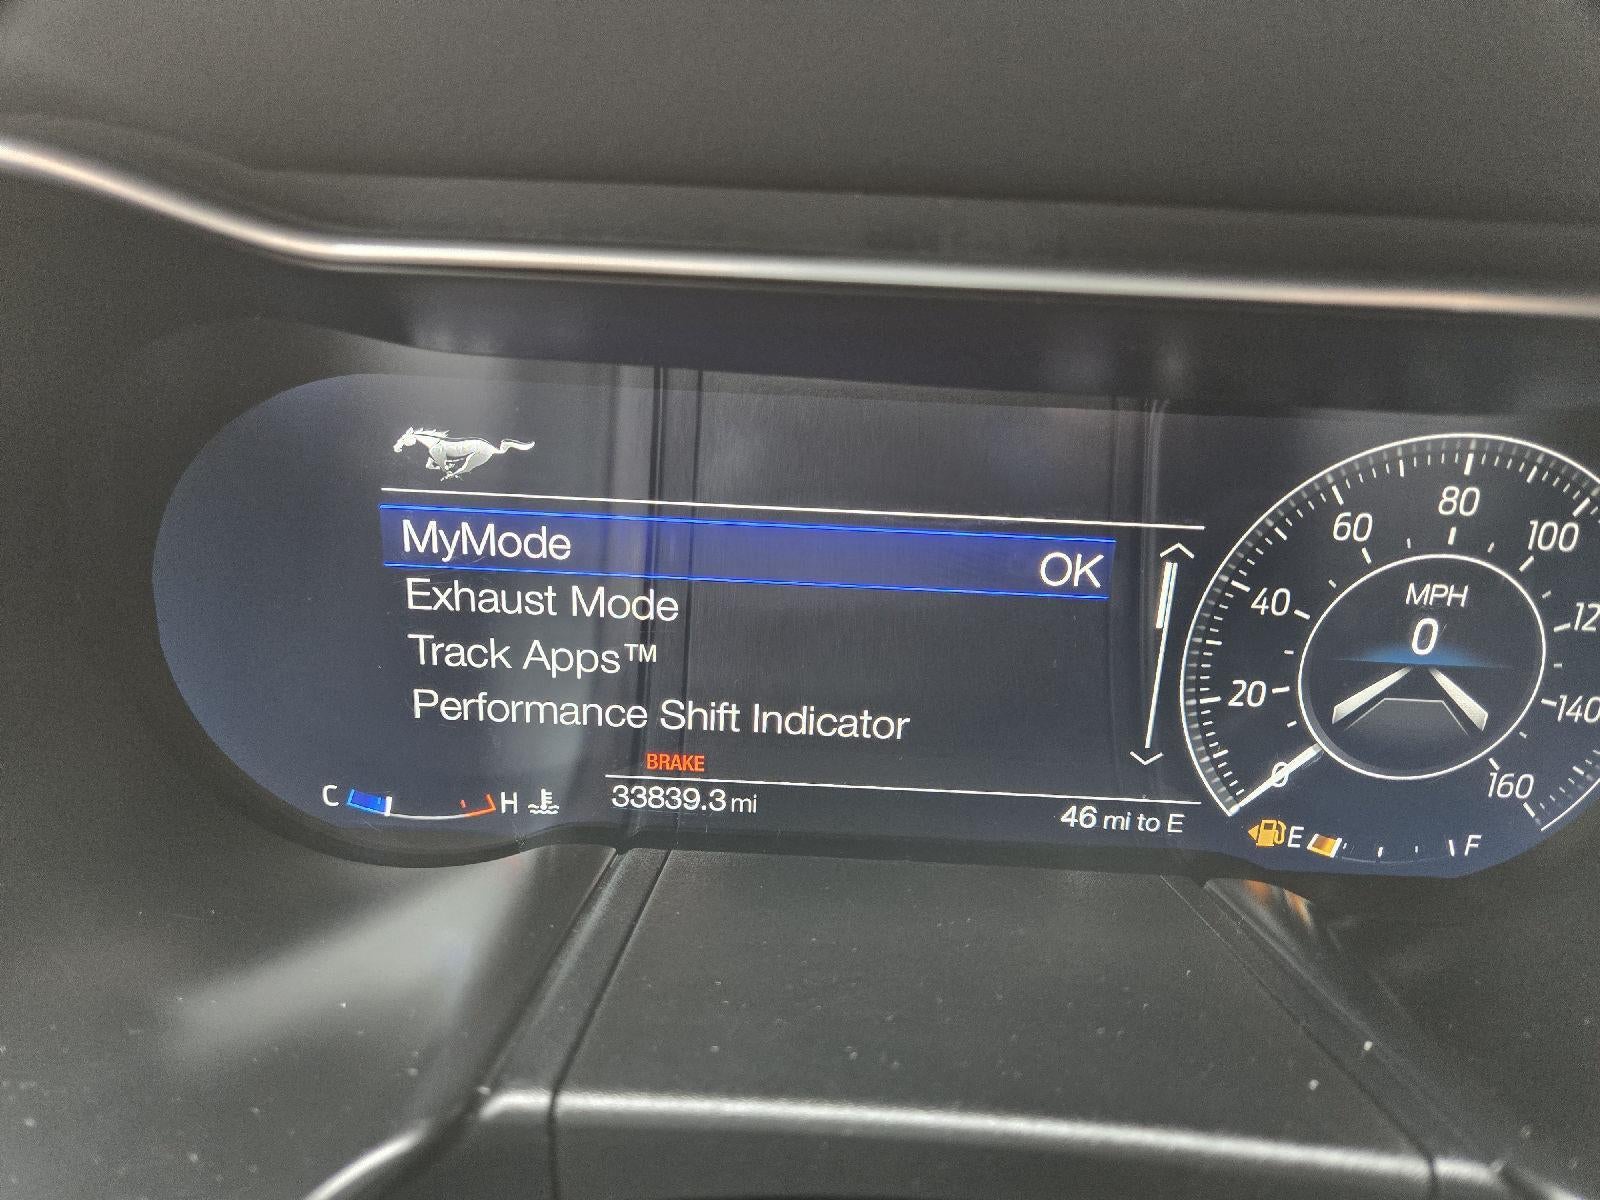 MyMode OK
Exhaust Mode
Track Apps™
Performance Shift Indicator
BRAKE
C H
33839.3 mi
46 mi to E
MPH
0
0
20
40
60
80
100
140
160
E F